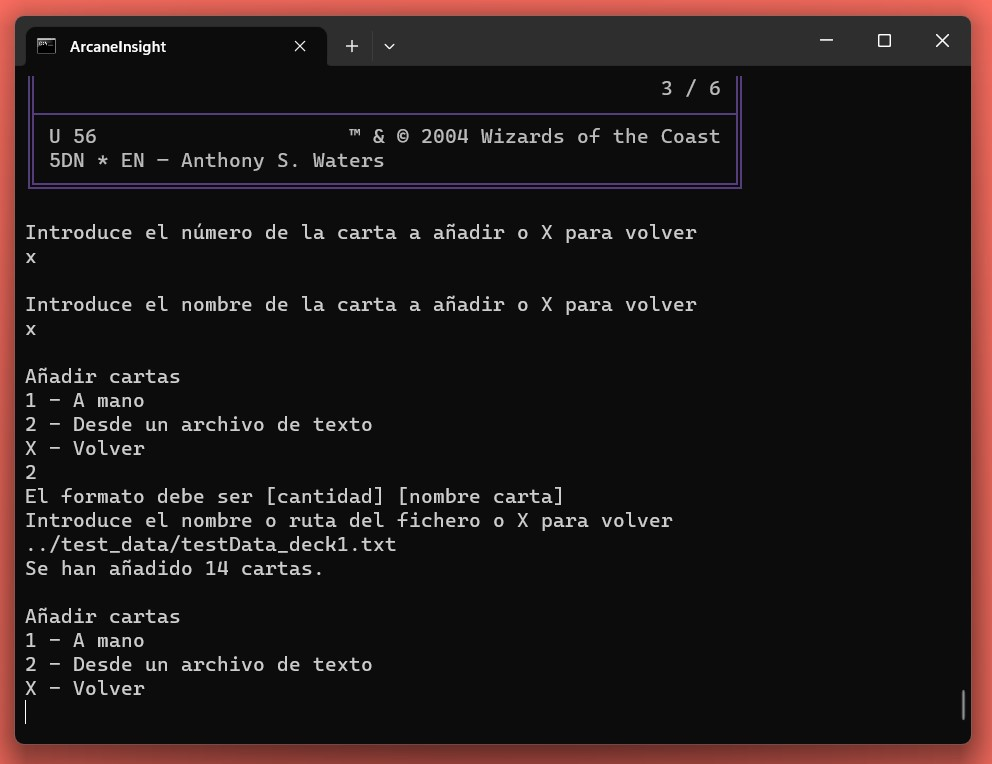 ArcaneInsight
3 / 6
U 56 ™ & © 2004 Wizards of the Coast
5DN * EN — Anthony S. Waters
Introduce el número de la carta a añadir o X para volver
x
Introduce el nombre de la carta a añadir o X para volver
x
Añadir cartas
1 - A mano
2 - Desde un archivo de texto
X - Volver
2
El formato debe ser [cantidad] [nombre carta]
Introduce el nombre o ruta del fichero o X para volver
../test_data/testData_deck1.txt
Se han añadido 14 cartas.
Añadir cartas
1 - A mano
2 - Desde un archivo de texto
X - Volver